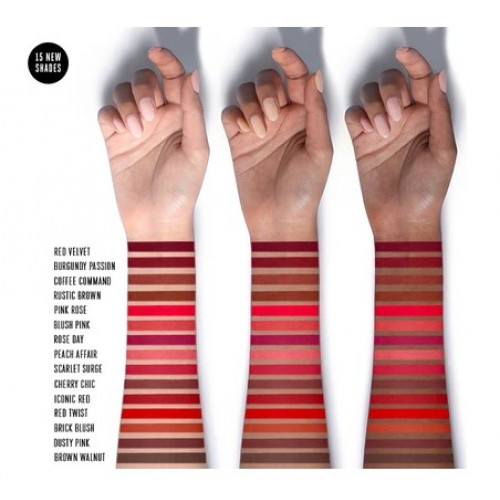 15 NEW
SHADES
RED VELVET
BURGUNDY PASSION
COFFEE COMMAND
RUSTIC BROWN
PINK ROSE
BLUSH PINK
ROSE DAY
PEACH AFFAIR
SCARLET SURGE
CHERRY CHIC
ICONIC RED
RED TWIST
BRICK BLUSH
DUSTY PINK
BROWN WALNUT